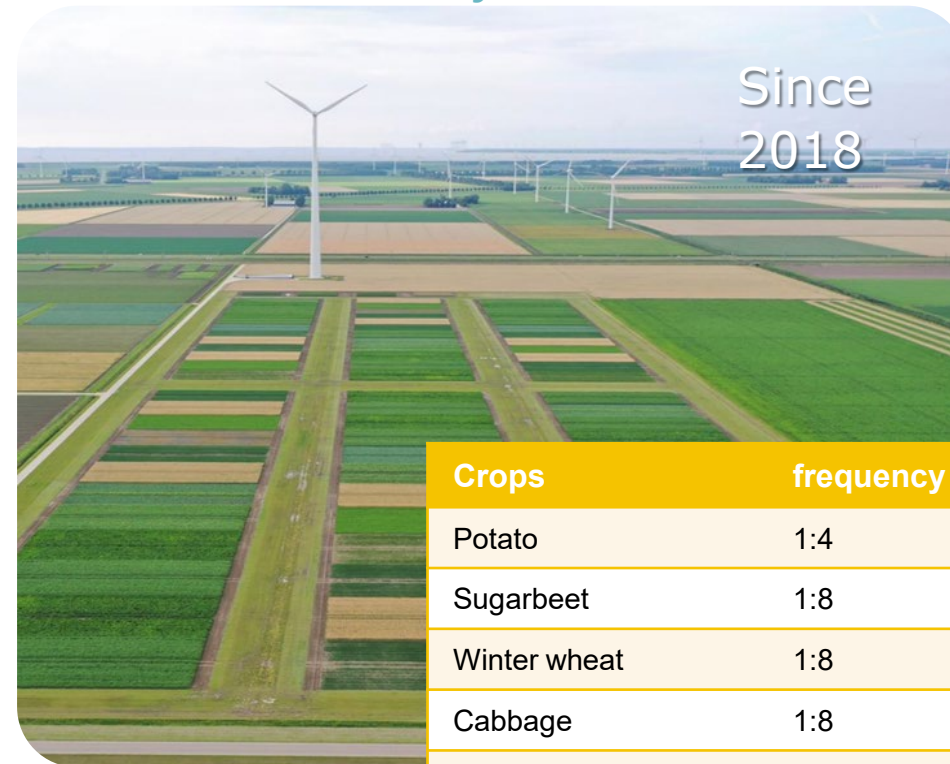 Since
2018
Crops frequency
Potato 1:4
Sugarbeet 1:8
Winter wheat 1:8
Cabbage 1:8